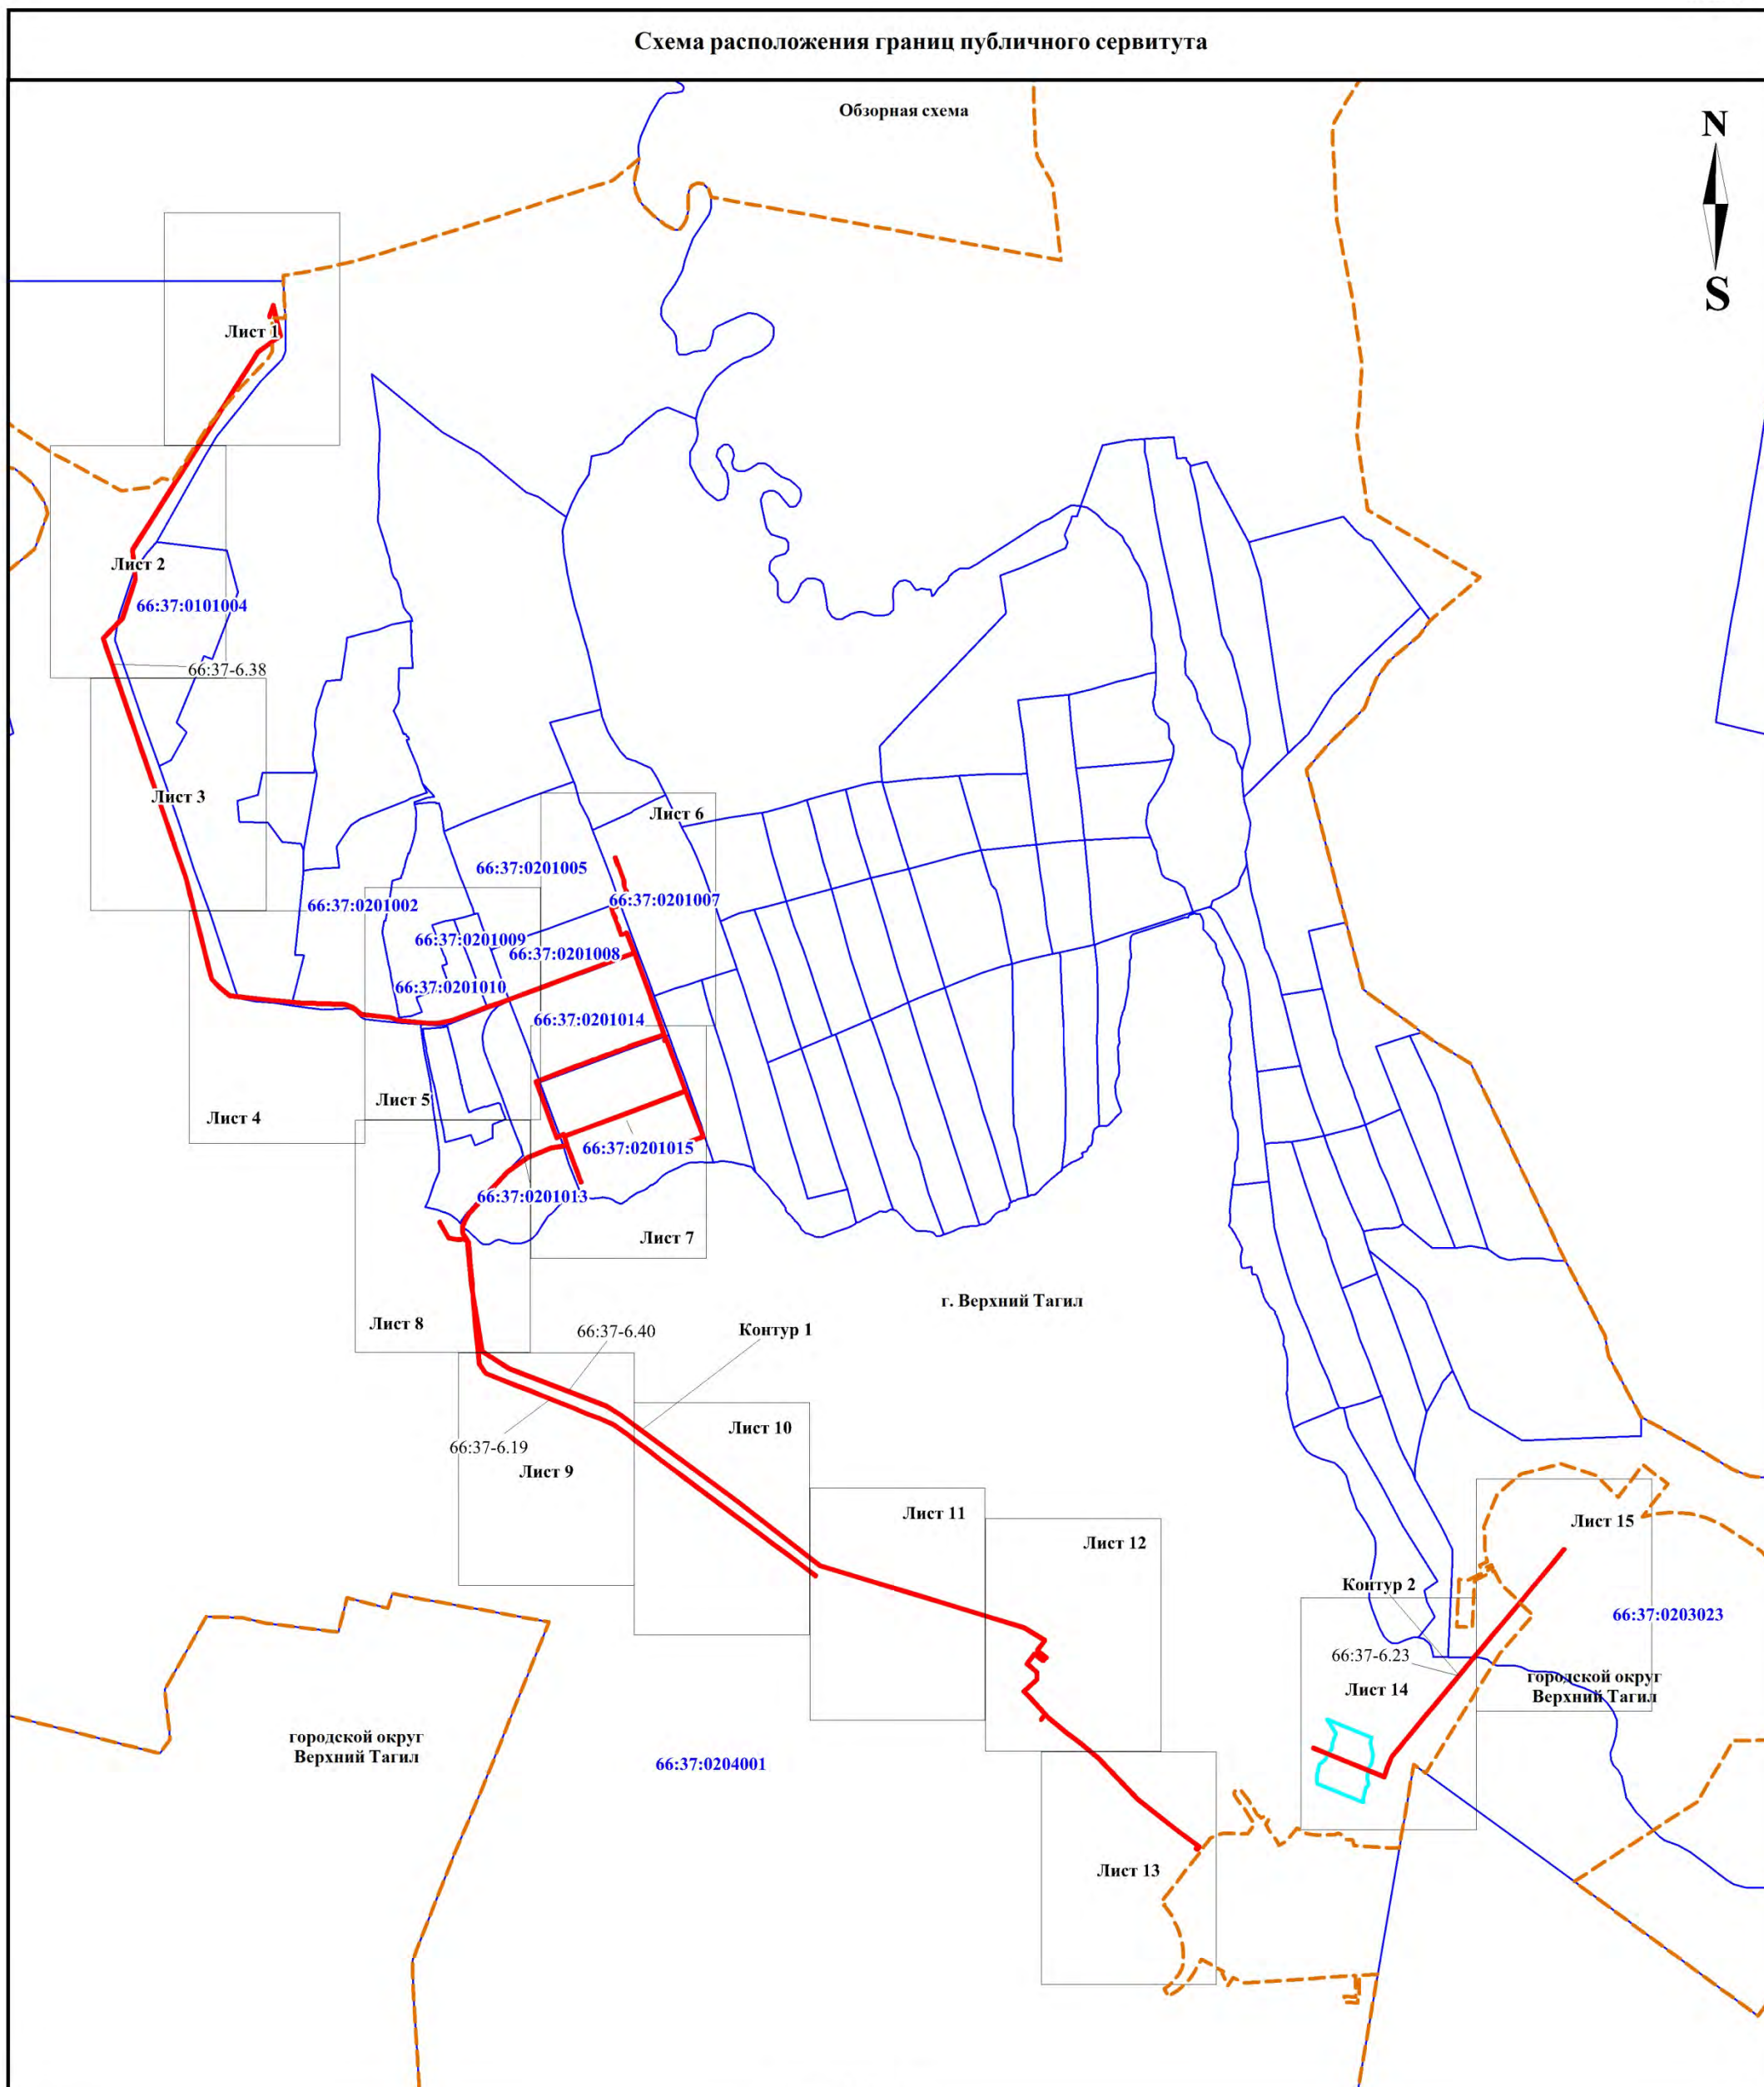 Схема расположения границ публичного сервитута
Обзорная схема
N
S
Лист 1
Лист 2
66:37:0101004
66:37-6.38
Лист 3
Лист 6
66:37:0201005
66:37:0201007
66:37:0201002
66:37:0201009
66:37:0201008
66:37:0201010
66:37:0201014
Лист 5
Лист 4
66:37:0201015
66:37:0201013
Лист 7
г. Верхний Тагил
Лист 8
66:37-6.40
Контур 1
Лист 10
66:37-6.19
Лист 9
Лист 11
Лист 12
Лист 15
Контур 2
66:37:0203023
66:37-6.23
городской округ
Верхний Тагил
Лист 14
городской округ
Верхний Тагил
66:37:0204001
Лист 13